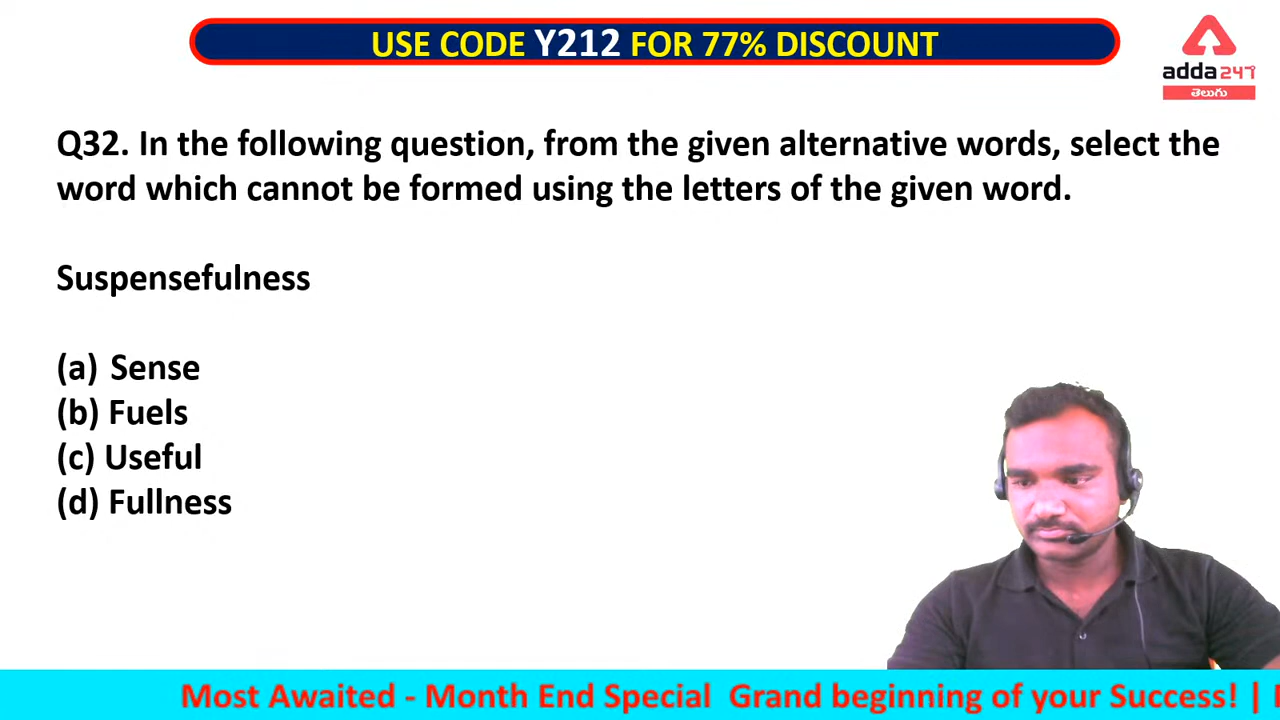 USE CODE Y212 FOR 77% DISCOUNT
adda247
తెలుగు
Q32. In the following question, from the given alternative words, select the
word which cannot be formed using the letters of the given word.
Suspensefulness
(a) Sense
(b) Fuels
(c) Useful
(d) Fullness
Most Awaited - Month End Special Grand beginning of your Success! |